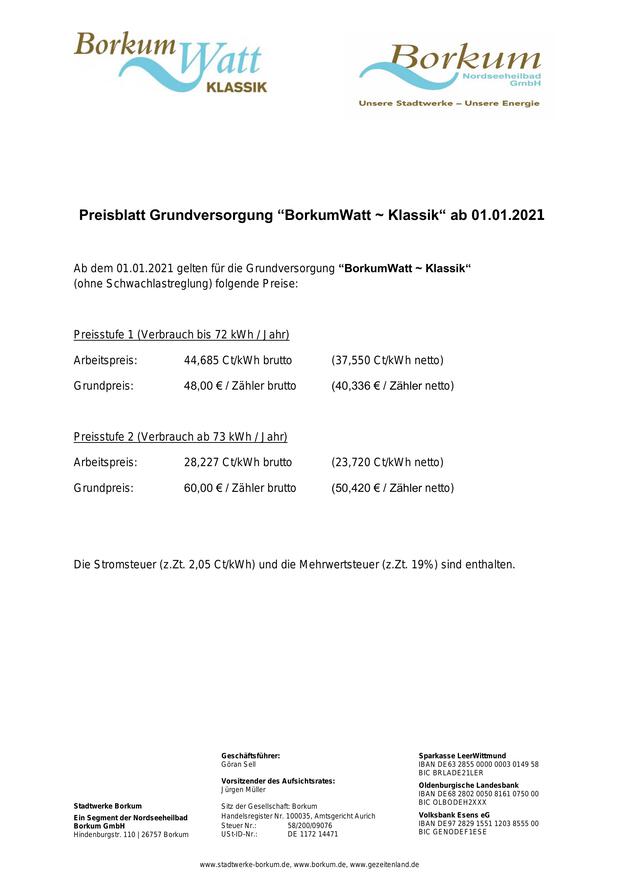 BorkumWatt
KLASSIK
Borkum
Nordseeheilbad
GmbH
Unsere Stadtwerke – Unsere Energie
Preisblatt Grundversorgung “BorkumWatt ~ Klassik“ ab 01.01.2021
Ab dem 01.01.2021 gelten für die Grundversorgung “BorkumWatt ~ Klassik“
(ohne Schwachlastreglung) folgende Preise:
Preisstufe 1 (Verbrauch bis 72 kWh / Jahr)
Arbeitspreis: 44,685 Ct/kWh brutto (37,550 Ct/kWh netto)
Grundpreis: 48,00 € / Zähler brutto (40,336 € / Zähler netto)
Preisstufe 2 (Verbrauch ab 73 kWh / Jahr)
Arbeitspreis: 28,227 Ct/kWh brutto (23,720 Ct/kWh netto)
Grundpreis: 60,00 € / Zähler brutto (50,420 € / Zähler netto)
Die Stromsteuer (z.Zt. 2,05 Ct/kWh) und die Mehrwertsteuer (z.Zt. 19%) sind enthalten.
Stadtwerke Borkum
Ein Segment der Nordseeheilbad
Borkum GmbH
Hindenburgstr. 110 | 26757 Borkum
Geschäftsführer:
Göran Sell
Vorsitzender des Aufsichtsrates:
Jürgen Müller
Sitz der Gesellschaft: Borkum
Handelsregister Nr. 100035, Amtsgericht Aurich
Steuer Nr.: 58/200/09076
USt-ID-Nr.: DE 1172 14471
Sparkasse LeerWittmund
IBAN DE63 2855 0000 0003 0149 58
BIC BRLADE21LER
Oldenburgische Landesbank
IBAN DE68 2802 0050 8161 0750 00
BIC OLBODEH2XXX
Volksbank Esens eG
IBAN DE97 2829 1551 1203 8555 00
BIC GENODEF1ESE
www.stadtwerke-borkum.de, www.borkum.de, www.gezeitenland.de